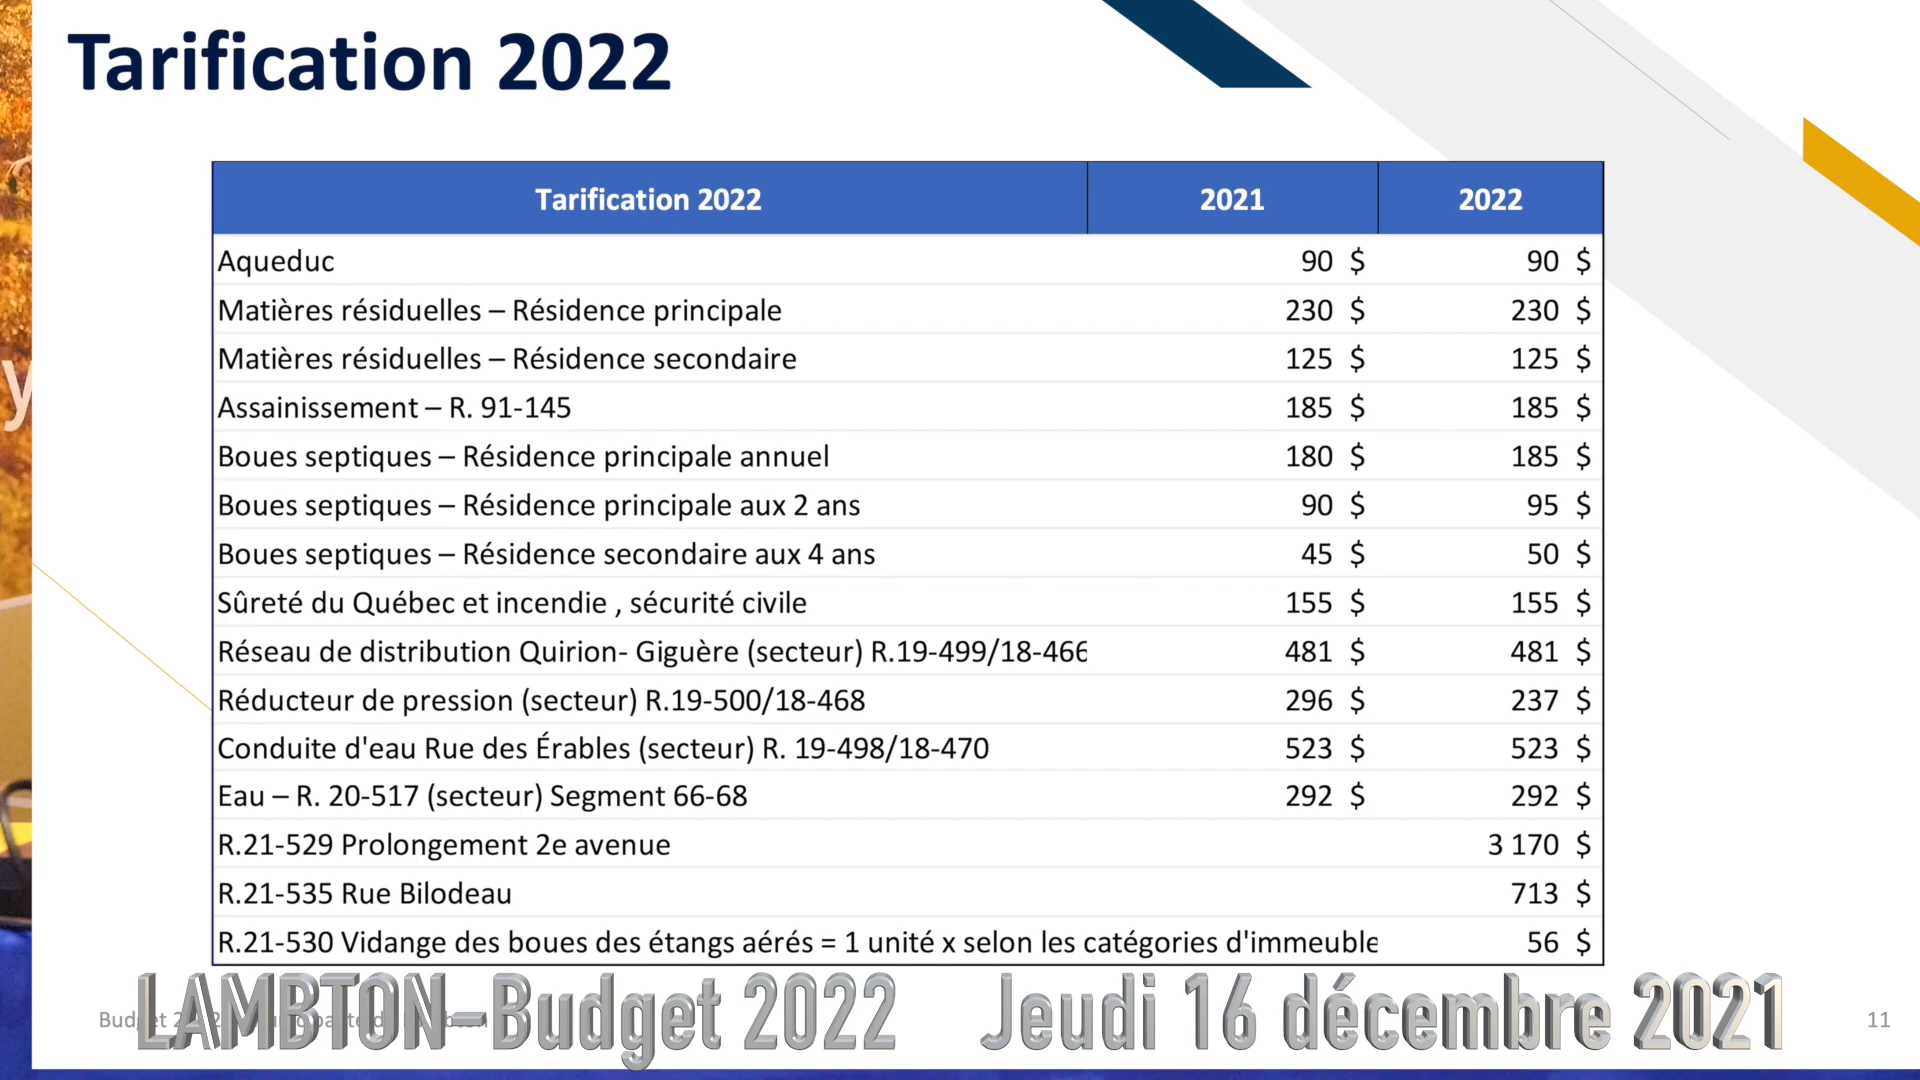 Tarification 2022
Tarification 2022 2021 2022
Aqueduc 90 $ 90 $
Matières résiduelles – Résidence principale 230 $ 230 $
Matières résiduelles – Résidence secondaire 125 $ 125 $
Assainissement – R. 91-145 185 $ 185 $
Boues septiques – Résidence principale annuel 180 $ 185 $
Boues septiques – Résidence principale aux 2 ans 90 $ 95 $
Boues septiques – Résidence secondaire aux 4 ans 45 $ 50 $
Sûreté du Québec et incendie , sécurité civile 155 $ 155 $
Réseau de distribution Quirion- Giguère (secteur) R.19-499/18-466 481 $ 481 $
Réducteur de pression (secteur) R.19-500/18-468 296 $ 237 $
Conduite d'eau Rue des Érables (secteur) R. 19-498/18-470 523 $ 523 $
Eau – R. 20-517 (secteur) Segment 66-68 292 $ 292 $
R.21-529 Prolongement 2e avenue 3 170 $
R.21-535 Rue Bilodeau 713 $
R.21-530 Vidange des boues des étangs aérés = 1 unité x selon les catégories d'immeuble 56 $
LAMBTON-Budget 2022 Jeudi 16 décembre 2021
11